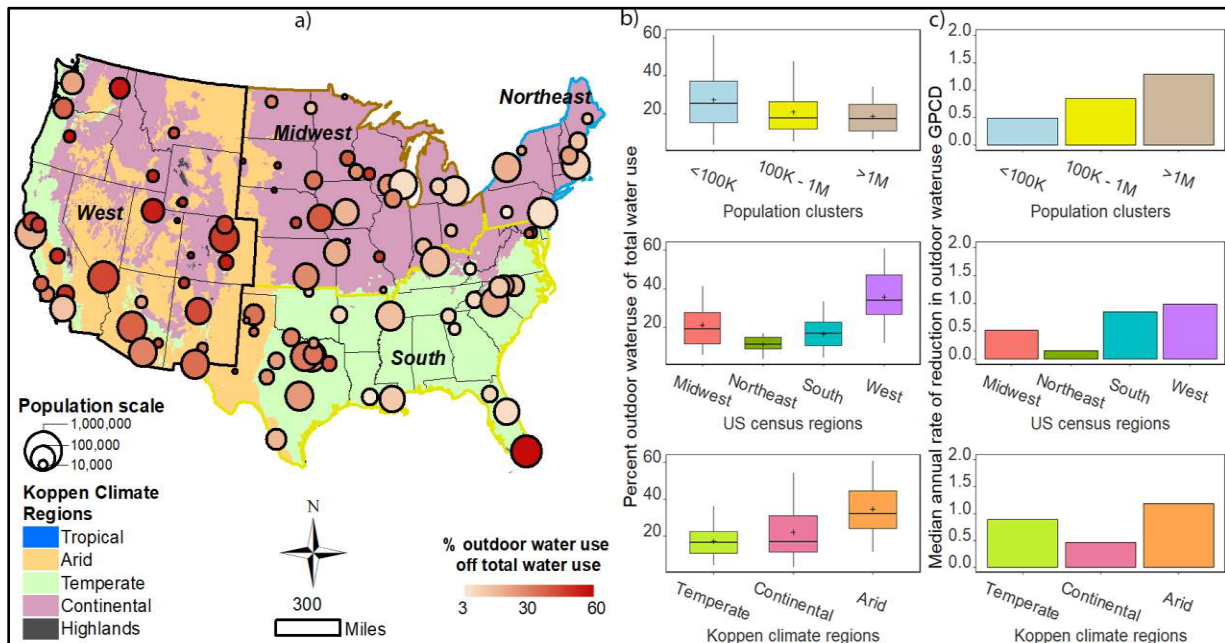 a)
Northeast
Midwest
West
South
Population scale
1,000,000
100,000
10,000
Koppen Climate
Regions
Tropical
Arid
Temperate
Continental
Highlands
N
300
Miles
% outdoor water use
off total water use
3 30 60
b)
Percent outdoor wateruse of total water use
60
40
20
<100K 100K - 1M >1M
Population clusters
60
40
20
Midwest Northeast South West
US census regions
60
40
20
Temperate Continental Arid
Koppen climate regions
c)
Median annual rate of reduction in outdoor wateruse GPCD
2.0
1.5
1.0
0.5
0.0
<100K 100K - 1M >1M
Population clusters
2.0
1.5
1.0
0.5
0.0
Midwest Northeast South West
US census regions
2.0
1.5
1.0
0.5
0.0
Temperate Continental Arid
Koppen climate regions